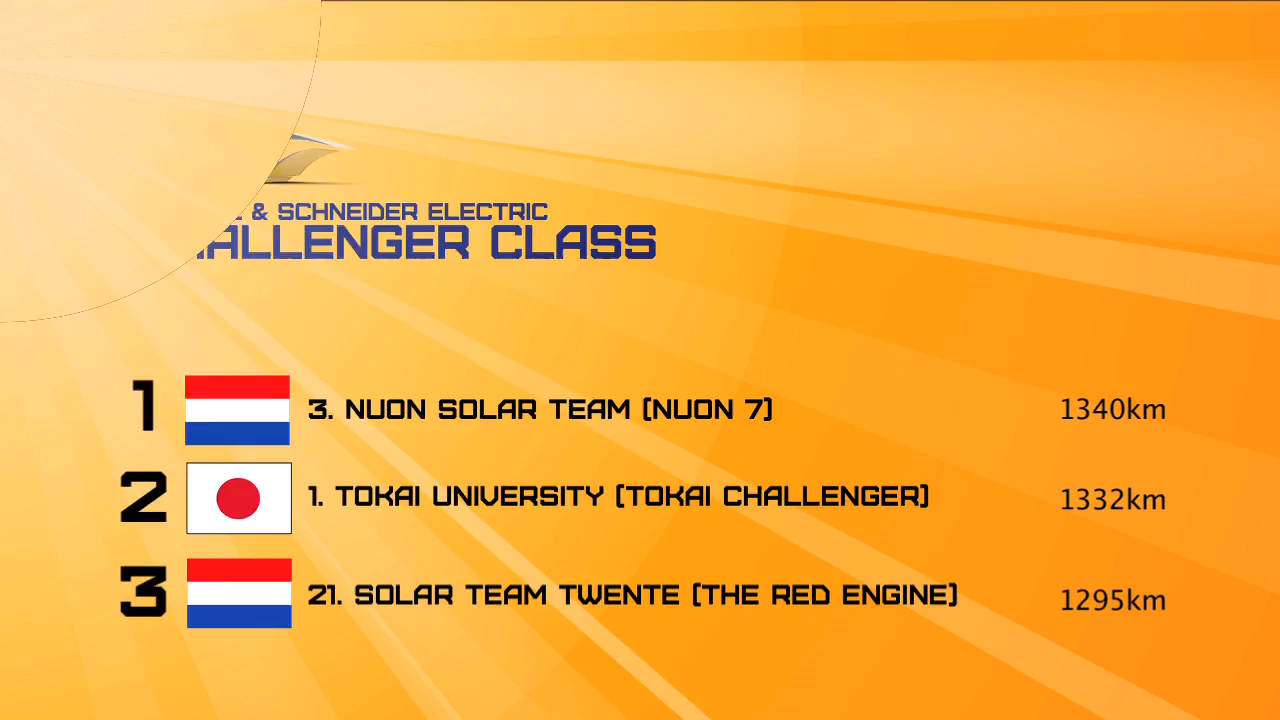 & SCHNEIDER ELECTRIC
CLASS
1 3. NUON SOLAR TEAM (NUON 7) 1340km
2 1. TOKAI UNIVERSITY (TOKAI CHALLENGER) 1332km
3 21. SOLAR TEAM TWENTE (THE RED ENGINE) 1295km